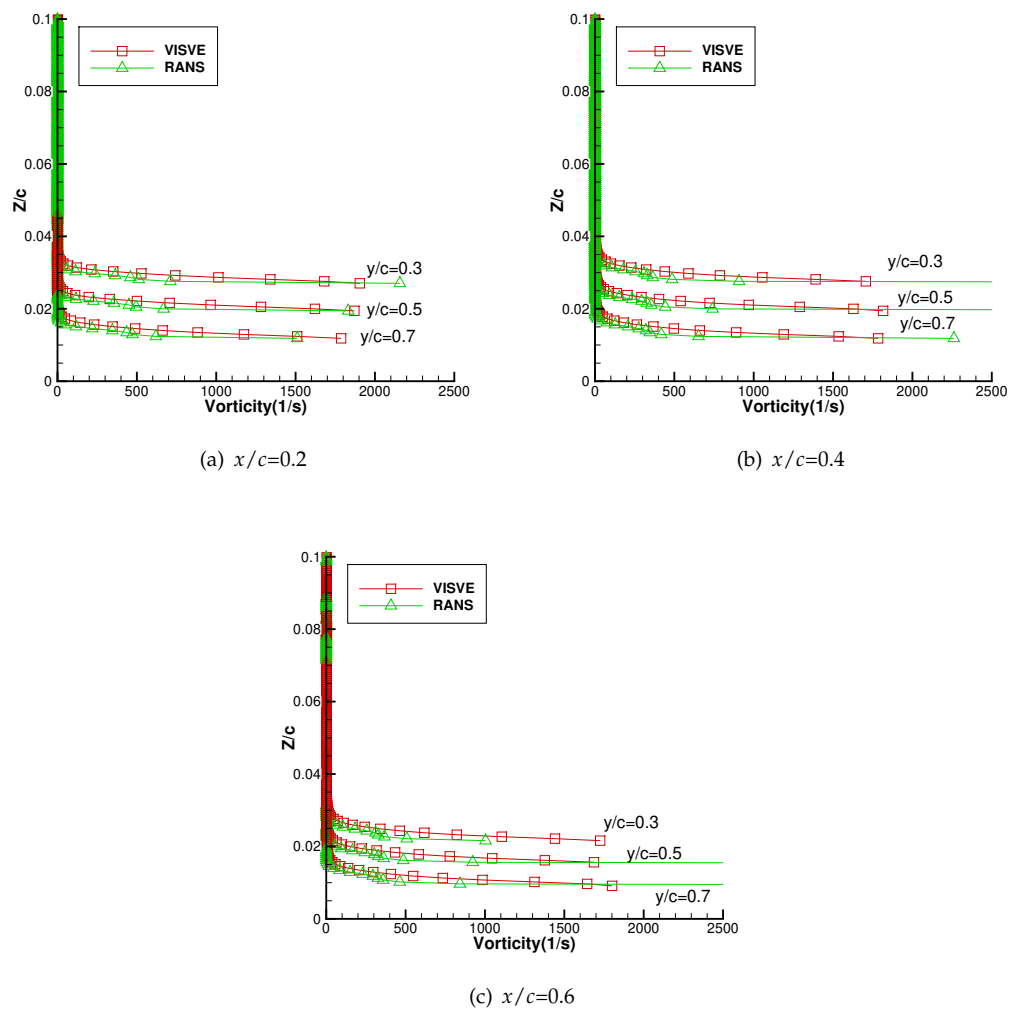 0.1
VISVE
RANS
0.08
0.06
Z/c
0.04
y/c=0.3
0.02
y/c=0.5
y/c=0.7
0
0 500 1000 1500 2000 2500
Vorticity(1/s)
(a) x/c=0.2
0.1
VISVE
RANS
0.08
0.06
Z/c
0.04
y/c=0.3
0.02
y/c=0.5
y/c=0.7
0
0 500 1000 1500 2000 2500
Vorticity(1/s)
(b) x/c=0.4
0.1
VISVE
RANS
0.08
0.06
Z/c
0.04
y/c=0.3
0.02
y/c=0.5
y/c=0.7
0
0 500 1000 1500 2000 2500
Vorticity(1/s)
(c) x/c=0.6